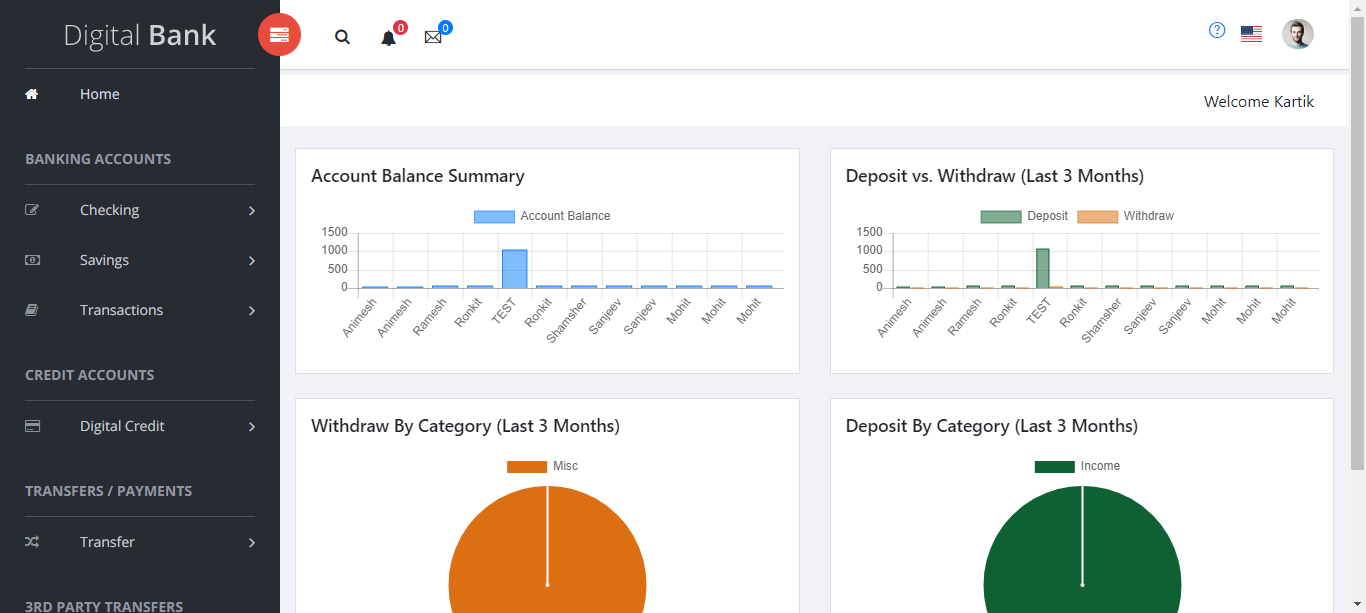 Digital Bank
0
0
Welcome Kartik
Home
BANKING ACCOUNTS
Checking
Savings
Transactions
CREDIT ACCOUNTS
Digital Credit
TRANSFERS / PAYMENTS
Transfer
3RD PARTY TRANSFERS
Account Balance Summary
Account Balance
1500
1000
500
0
Animesh
Animesh
Ramesh
Ronkit
TEST
Ronkit
Shamsher
Sanjeev
Sanjeev
Mohit
Mohit
Mohit
Deposit vs. Withdraw (Last 3 Months)
Deposit Withdraw
1500
1000
500
0
Animesh
Animesh
Ramesh
Ronkit
TEST
Ronkit
Shamsher
Sanjeev
Sanjeev
Mohit
Mohit
Mohit
Withdraw By Category (Last 3 Months)
Misc
Deposit By Category (Last 3 Months)
Income